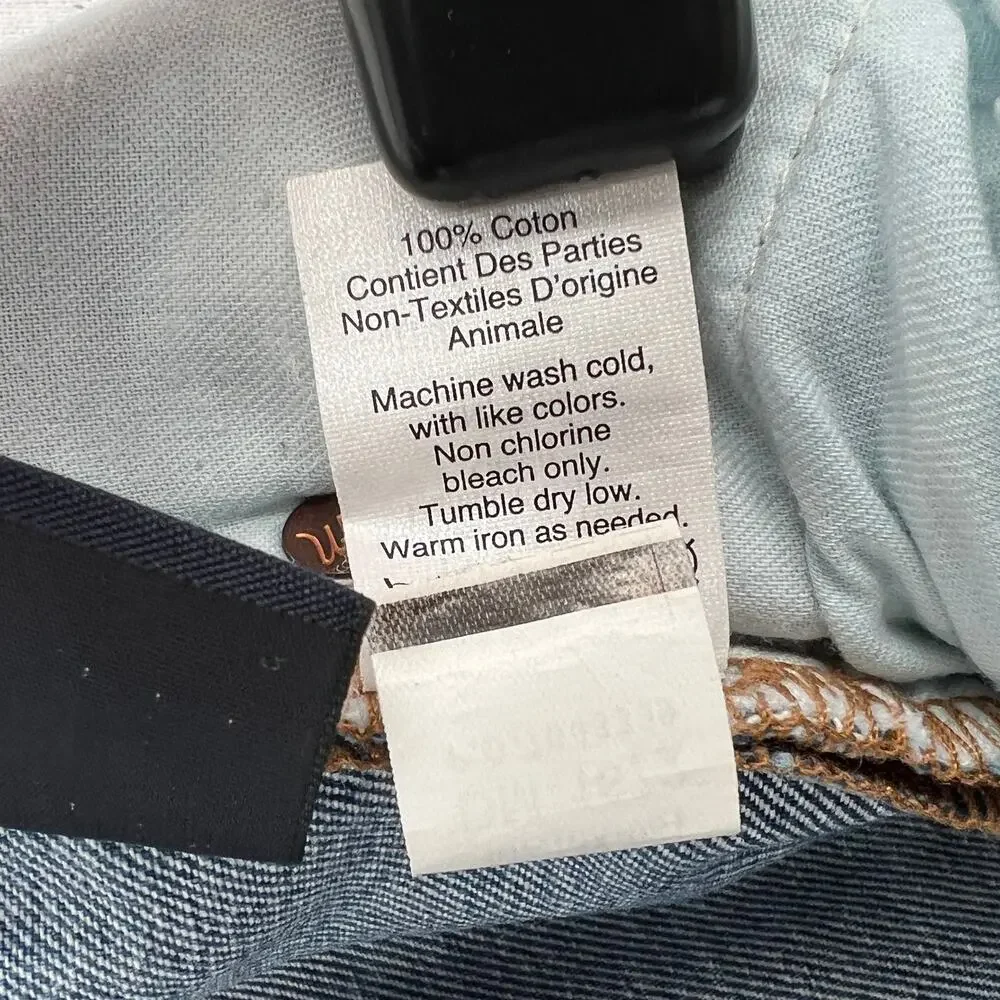 100% Coton
Contient Des Parties
Non-Textiles D'origine
Animale
Machine wash cold,
with like colors.
Non chlorine
bleach only.
Tumble dry low.
Warm iron as needed.